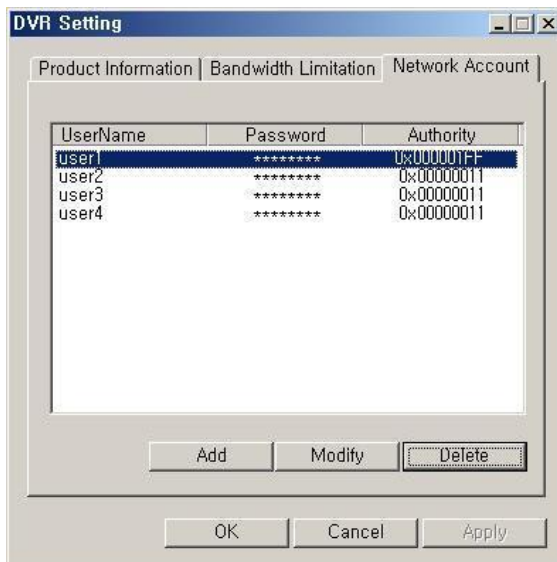 DVR Setting
Product Information Bandwidth Limitation Network Account
UserName Password Authority
user1 ******** 0x000001FF
user2 ******** 0x00000011
user3 ******** 0x00000011
user4 ******** 0x00000011
Add Modify Delete
OK Cancel Apply